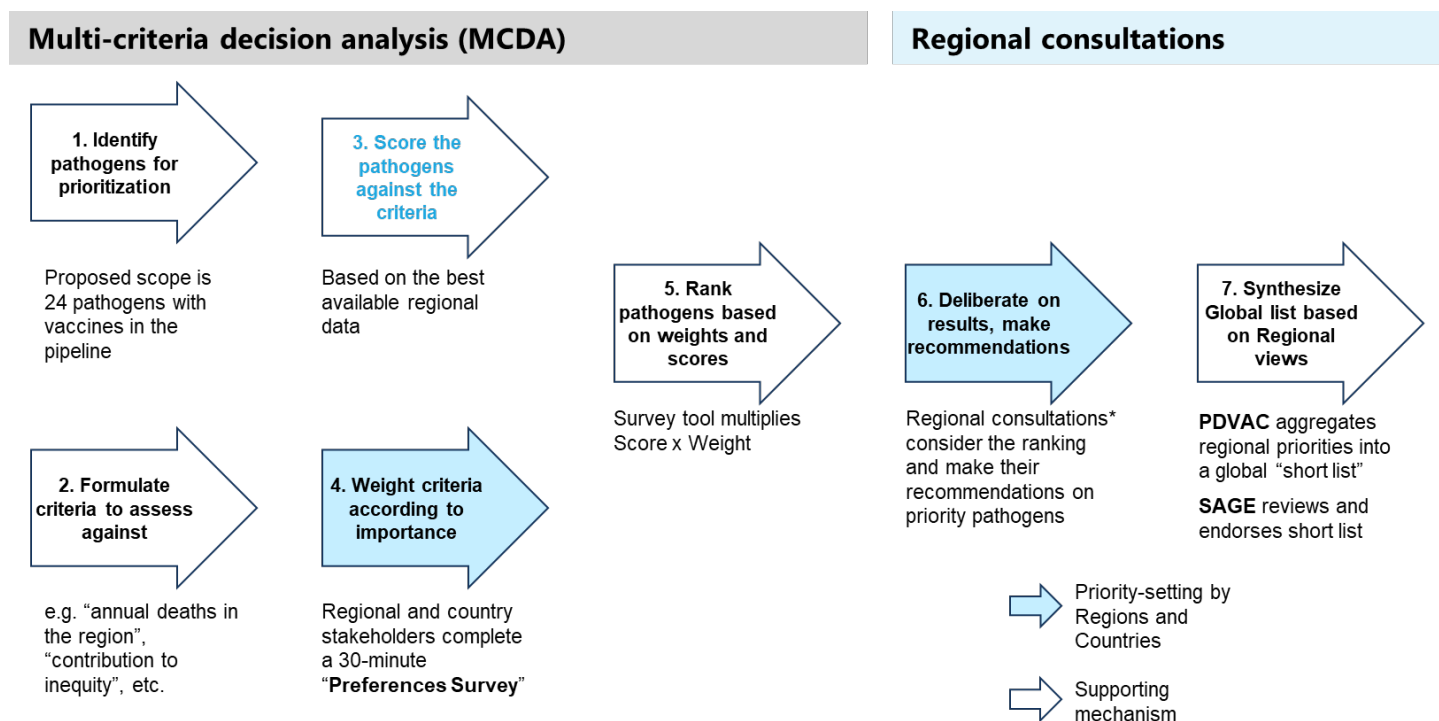 Multi-criteria decision analysis (MCDA)
Regional consultations
1. Identify
pathogens for
prioritization
Proposed scope is
24 pathogens with
vaccines in the
pipeline
2. Formulate
criteria to assess
against
e.g. “annual deaths in
the region”,
“contribution to
inequity”, etc.
3. Score the
pathogens
against the
criteria
Based on the best
available regional
data
4. Weight criteria
according to
importance
Regional and country
stakeholders complete
a 30-minute
“Preferences Survey”
5. Rank
pathogens based
on weights and
scores
Survey tool multiplies
Score x Weight
6. Deliberate on
results, make
recommendations
Regional consultations*
consider the ranking
and make their
recommendations on
priority pathogens
7. Synthesize
Global list based
on Regional
views
PDVAC aggregates
regional priorities into
a global “short list”
SAGE reviews and
endorses short list
Priority-setting by
Regions and
Countries
Supporting
mechanism